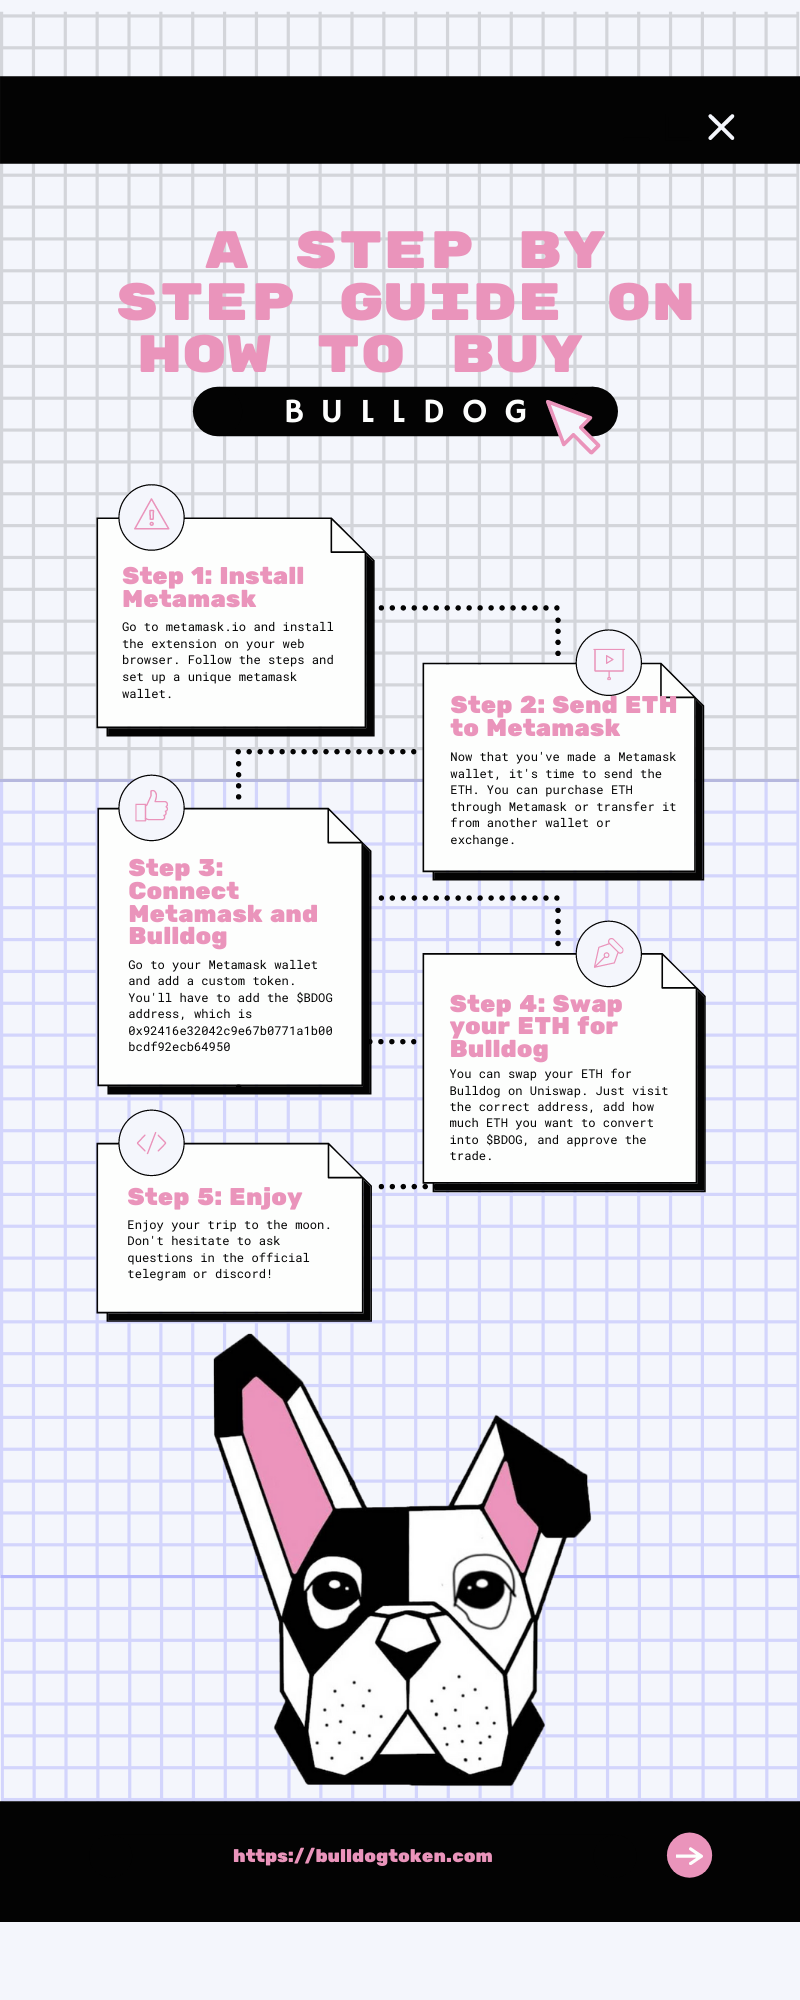 A STEP BY
STEP GUIDE ON
HOW TO BUY
BULLDOG
Step 1: Install
Metamask
Go to metamask.io and install
the extension on your web
browser. Follow the steps and
set up a unique metamask
wallet.
Step 2: Send ETH
to Metamask
Now that you've made a Metamask
wallet, it's time to send the
ETH. You can purchase ETH
through Metamask or transfer it
from another wallet or
exchange.
Step 3:
Connect
Metamask and
Bulldog
Go to your Metamask wallet
and add a custom token.
You'll have to add the $BDOG
address, which is
0x92416e32042c9e67b0771a1b00
bcdf92ecb64950
Step 4: Swap
your ETH for
Bulldog
You can swap your ETH for
Bulldog on Uniswap. Just visit
the correct address, add how
much ETH you want to convert
into $BDOG, and approve the
trade.
Step 5: Enjoy
Enjoy your trip to the moon.
Don't hesitate to ask
questions in the official
telegram or discord!
https://bulldogtoken.com